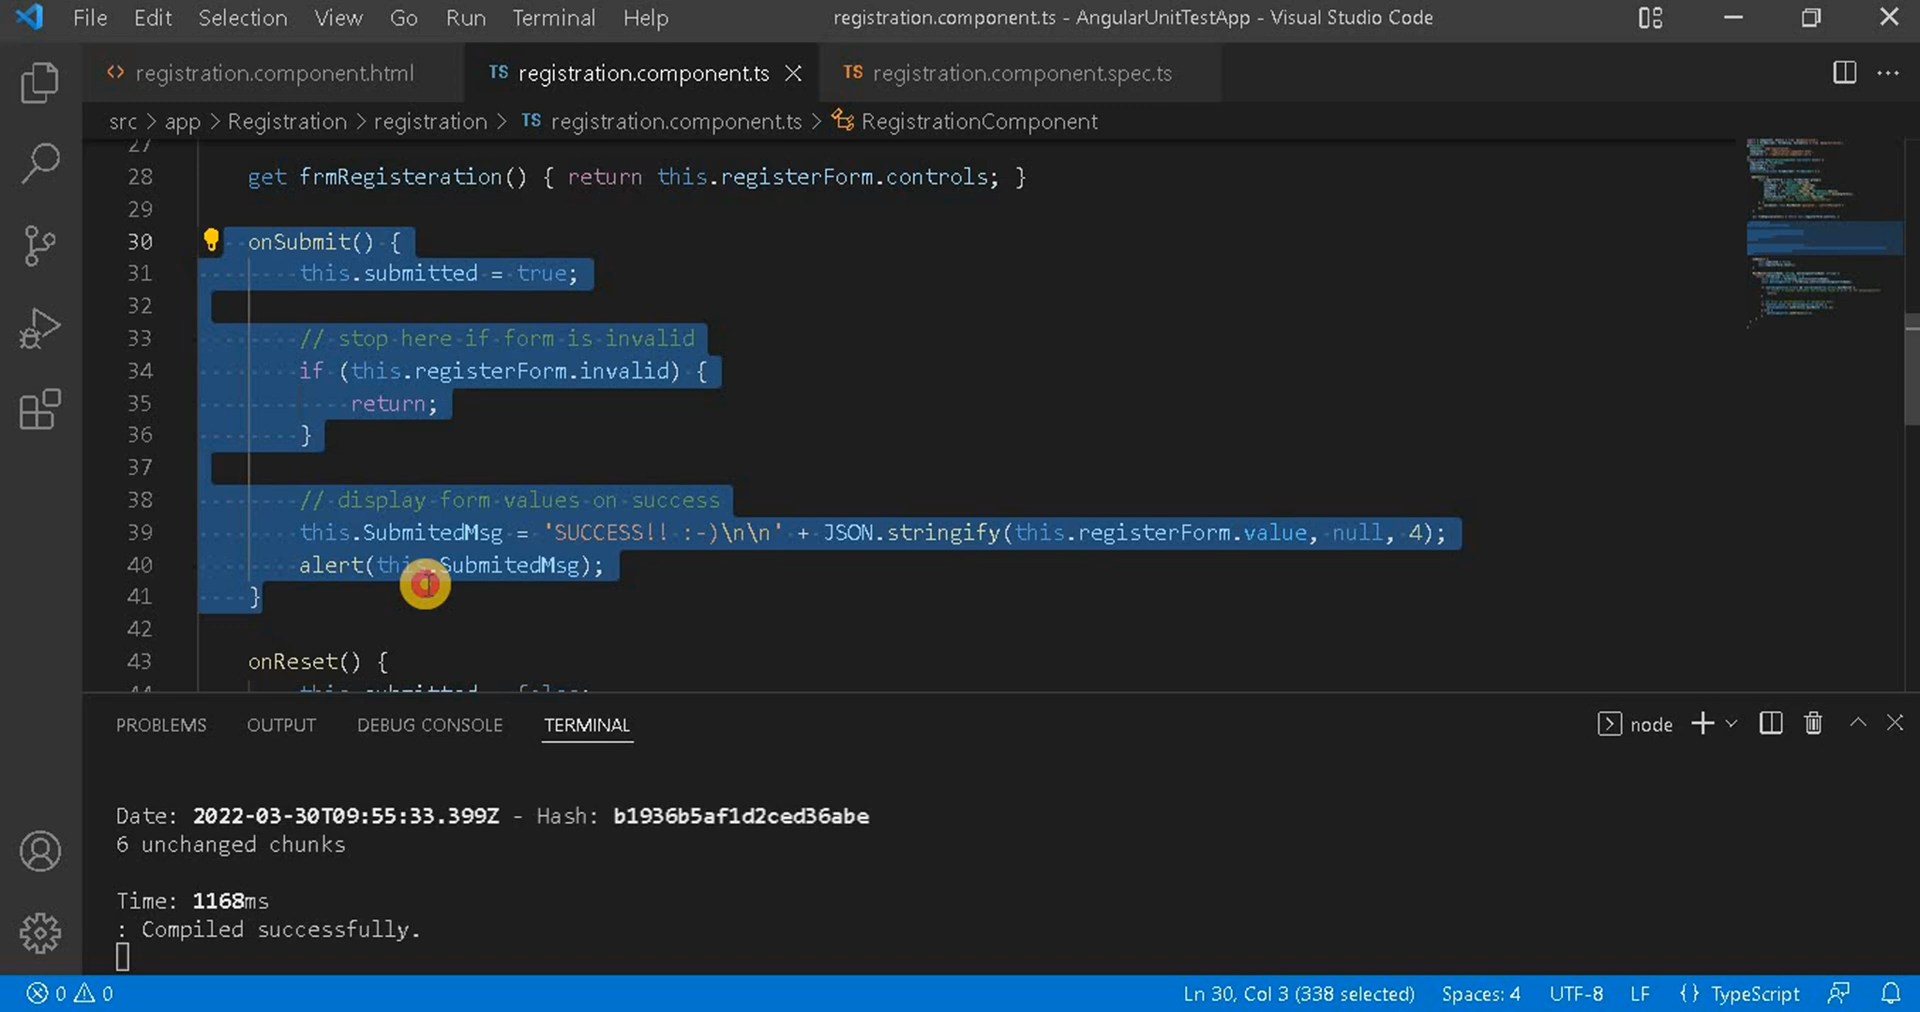 File Edit Selection View Go Run Terminal Help registration.component.ts - AngularUnitTestApp - Visual Studio Code
registration.component.html TS registration.component.ts TS registration.component.spec.ts
src > app > Registration > registration > TS registration.component.ts > RegistrationComponent
27
28 get frmRegisteration() { return this.registerForm.controls; }
29
30 onSubmit() {
31 this.submitted = true;
32
33 // stop here if form is invalid
34 if (this.registerForm.invalid) {
35 return;
36 }
37
38 // display form values on success
39 this.SubmitedMsg = 'SUCCESS!! :-)\n\n' + JSON.stringify(this.registerForm.value, null, 4);
40 alert(this.SubmitedMsg);
41 }
42
43 onReset() {
44 this.submitted = false;
PROBLEMS OUTPUT DEBUG CONSOLE TERMINAL node
Date: 2022-03-30T09:55:33.399Z - Hash: b1936b5af1d2ced36abe
6 unchanged chunks
Time: 1168ms
: Compiled successfully.
0 0 Ln 30, Col 3 (338 selected) Spaces: 4 UTF-8 LF {} TypeScript